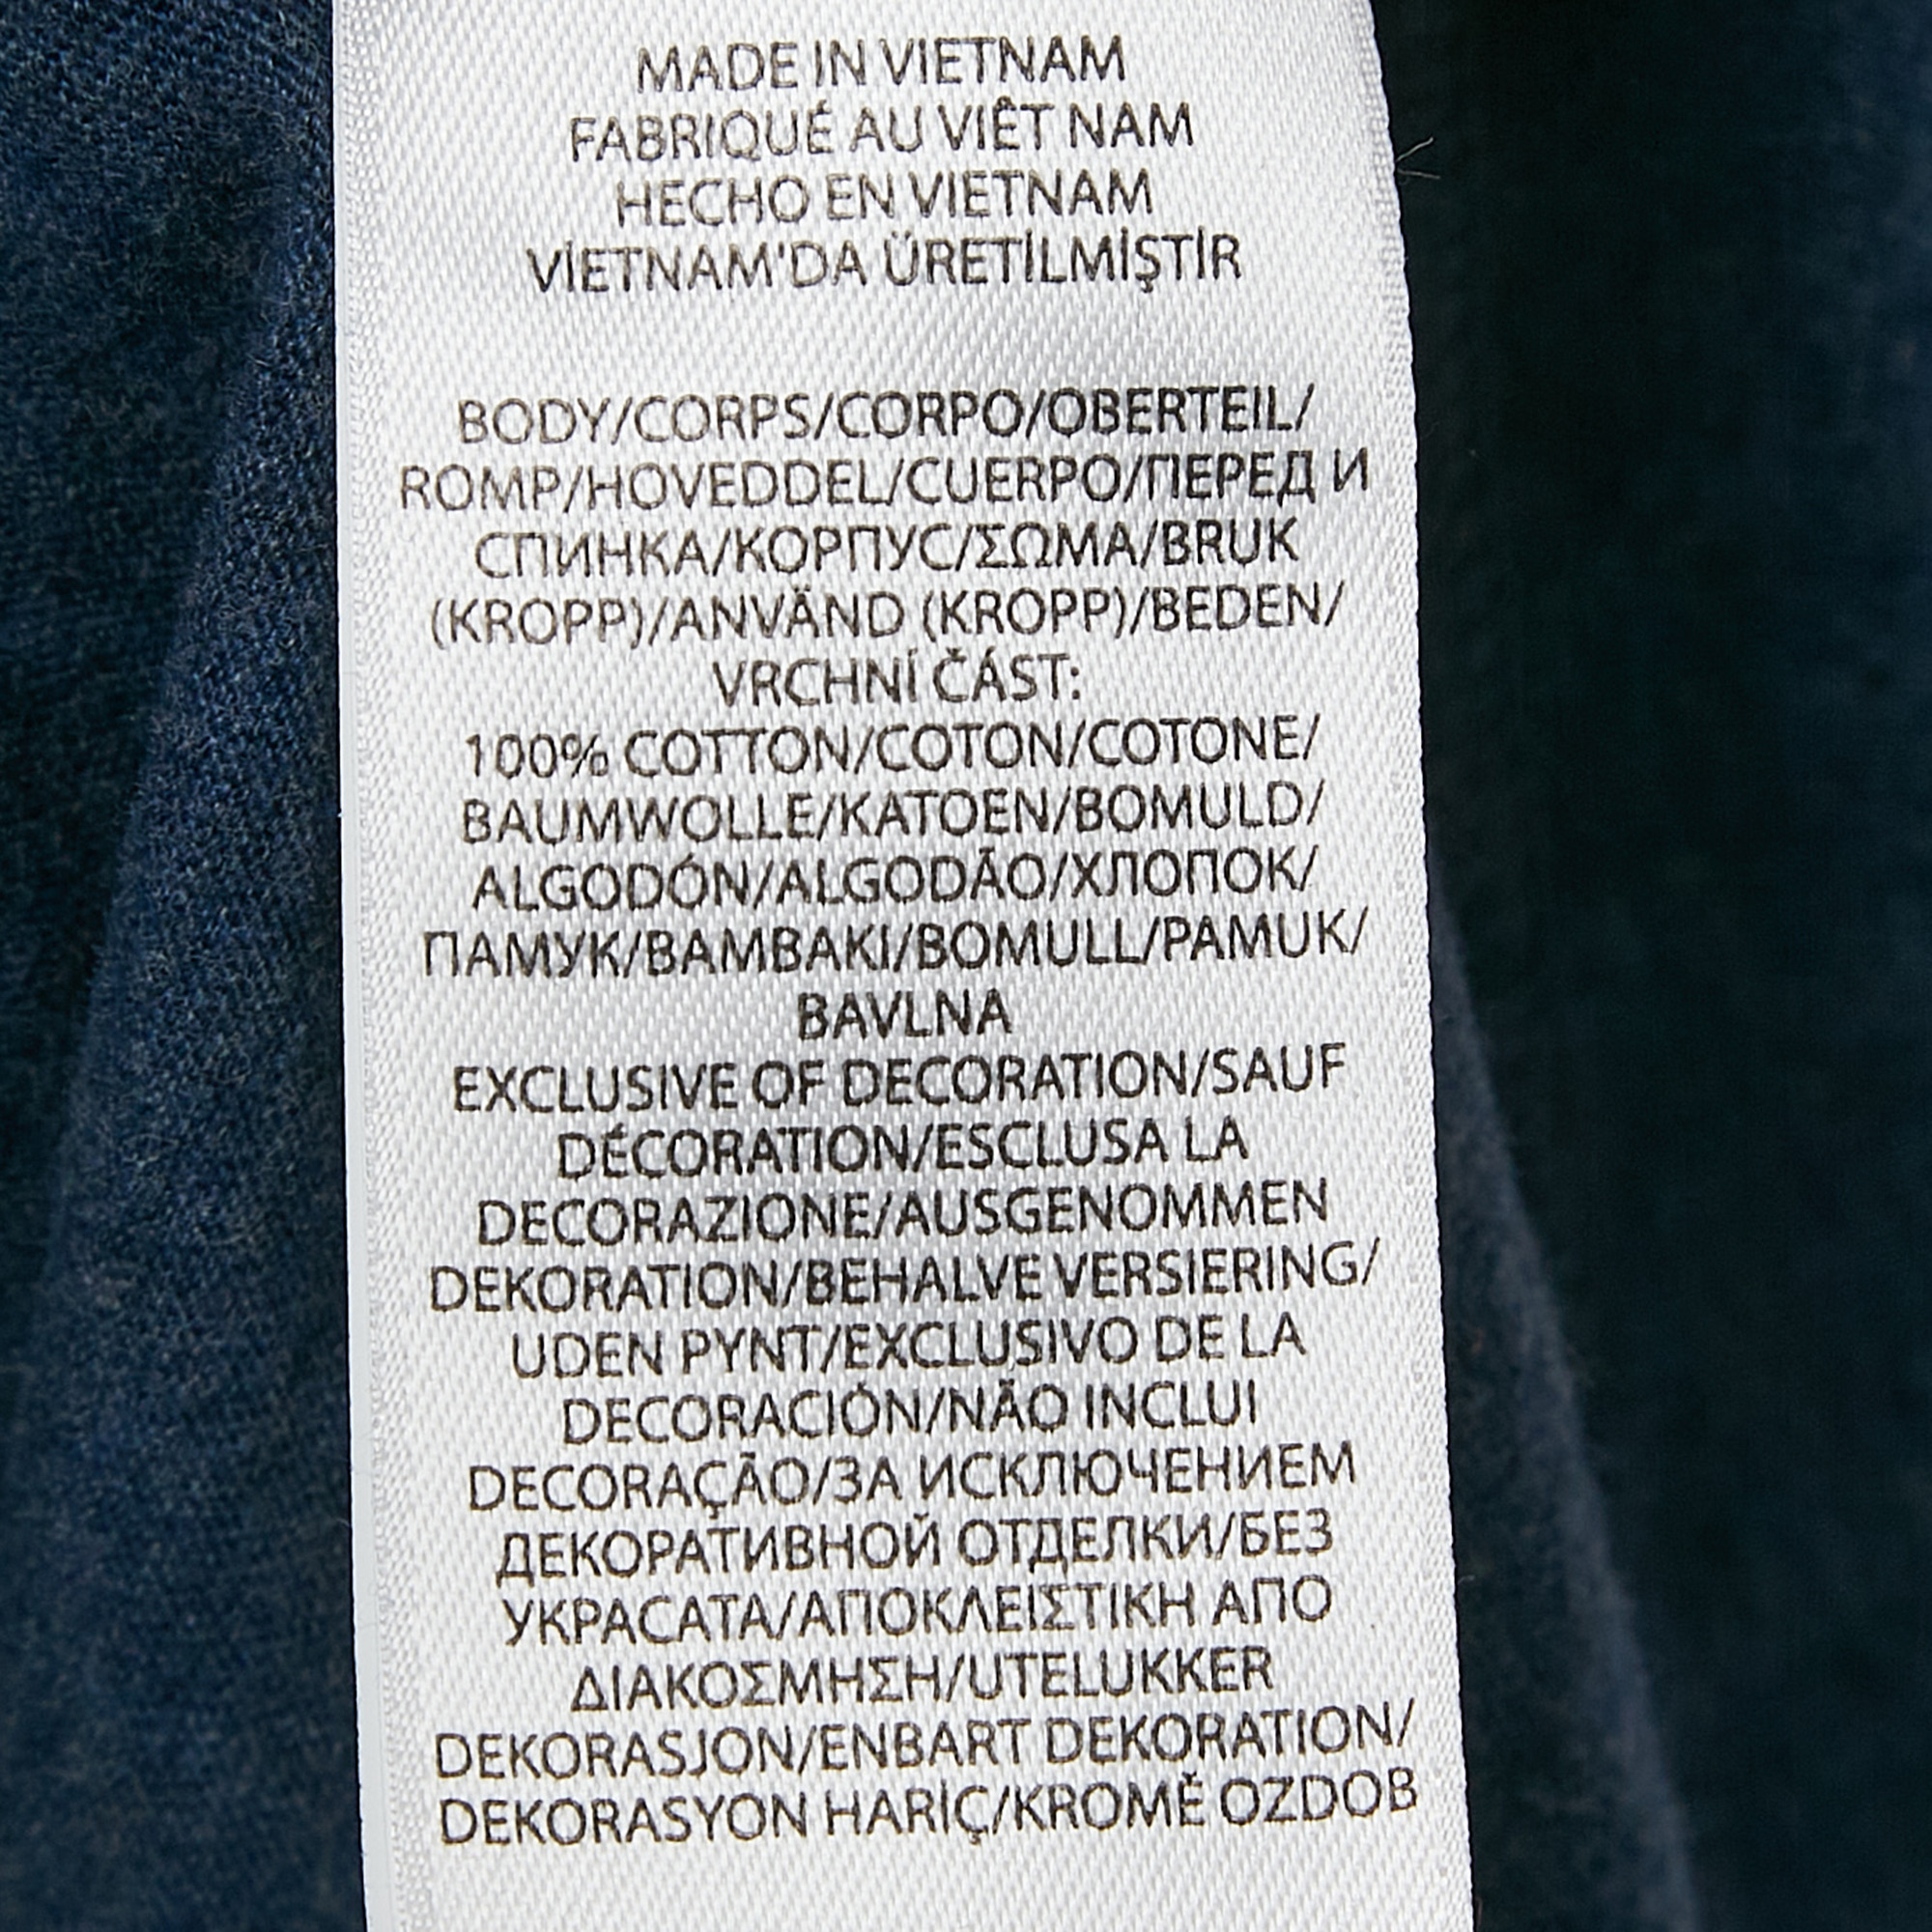 MADE IN VIETNAM
FABRIQUÉ AU VIÊT NAM
HECHO EN VIETNAM
VİETNAM'DA ÜRETİLMİŞTİR
BODY/CORPS/CORPO/OBERTEIL/
ROMP/HOVEDDEL/CUERPO/ПЕРЕД И
СПИНКА/КОРПУС/ΣΩΜΑ/BRUK
(KROPP)/ANVÄND (KROPP)/BEDEN/
VRCHNÍ ČÁST:
100% COTTON/COTON/COTONE/
BAUMWOLLE/KATOEN/BOMULD/
ALGODÓN/ALGODÃO/ХЛОПОК/
ПАМУК/ΒΑΜΒΑΚΙ/BOMULL/PAMUK/
BAVLNA
EXCLUSIVE OF DECORATION/SAUF
DÉCORATION/ESCLUSA LA
DECORAZIONE/AUSGENOMMEN
DEKORATION/BEHALVE VERSIERING/
UDEN PYNT/EXCLUSIVO DE LA
DECORACIÓN/NÃO INCLUI
DECORAÇÃO/ЗА ИСКЛЮЧЕНИЕМ
ДЕКОРАТИВНОЙ ОТДЕЛКИ/БЕЗ
УКРАСАТА/ΑΠΟΚΛΕΙΣΤΙΚΗ ΑΠΟ
ΔΙΑΚΟΣΜΗΣΗ/UTELUKKER
DEKORASJON/ENBART DEKORATION/
DEKORASYON HARİÇ/KROMĚ OZDOB